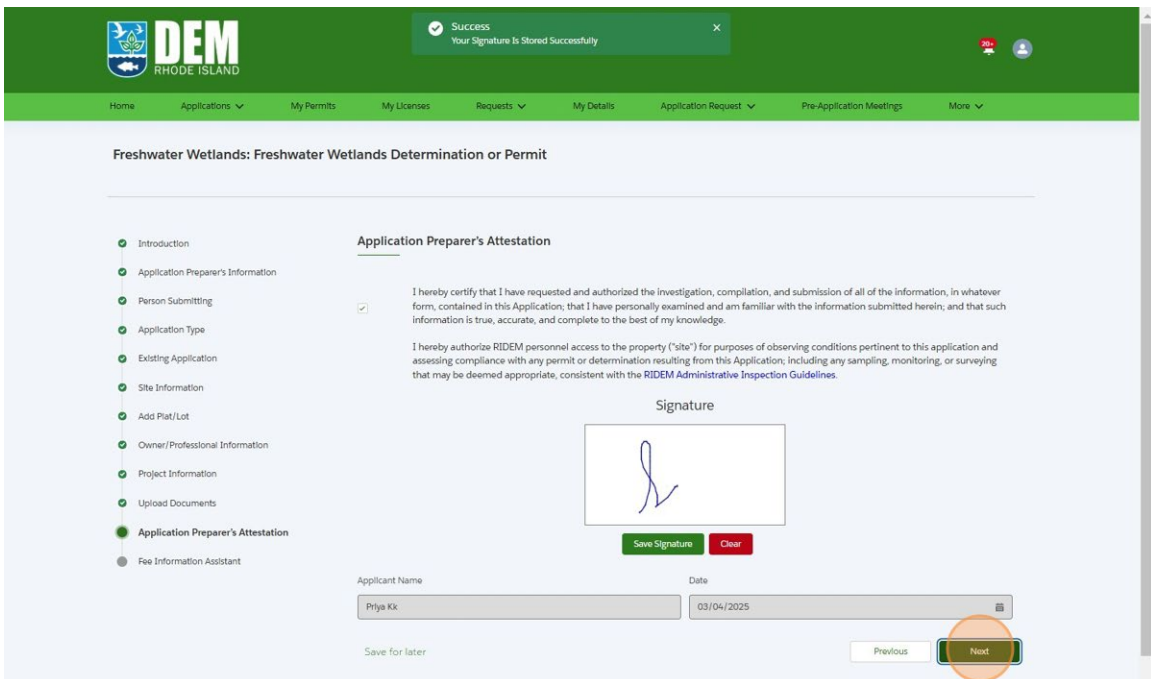 Success
Your Signature Is Stored Successfully
DEM
RHODE ISLAND
20+
Home Applications My Permits My Licenses Requests My Details Application Request Pre-Application Meetings More
Freshwater Wetlands: Freshwater Wetlands Determination or Permit
Introduction
Application Preparer's Information
Person Submitting
Application Type
Existing Application
Site Information
Add Plat/Lot
Owner/Professional Information
Project Information
Upload Documents
Application Preparer's Attestation
Fee Information Assistant
Application Preparer's Attestation
I hereby certify that I have requested and authorized the investigation, compilation, and submission of all of the information, in whatever
form, contained in this Application; that I have personally examined and am familiar with the information submitted herein; and that such
information is true, accurate, and complete to the best of my knowledge.
I hereby authorize RIDEM personnel access to the property ("site") for purposes of observing conditions pertinent to this application and
assessing compliance with any permit or determination resulting from this Application; including any sampling, monitoring, or surveying
that may be deemed appropriate, consistent with the RIDEM Administrative Inspection Guidelines.
Signature
Save Signature Clear
Applicant Name Date
Priya Kk 03/04/2025
Save for later Previous Next